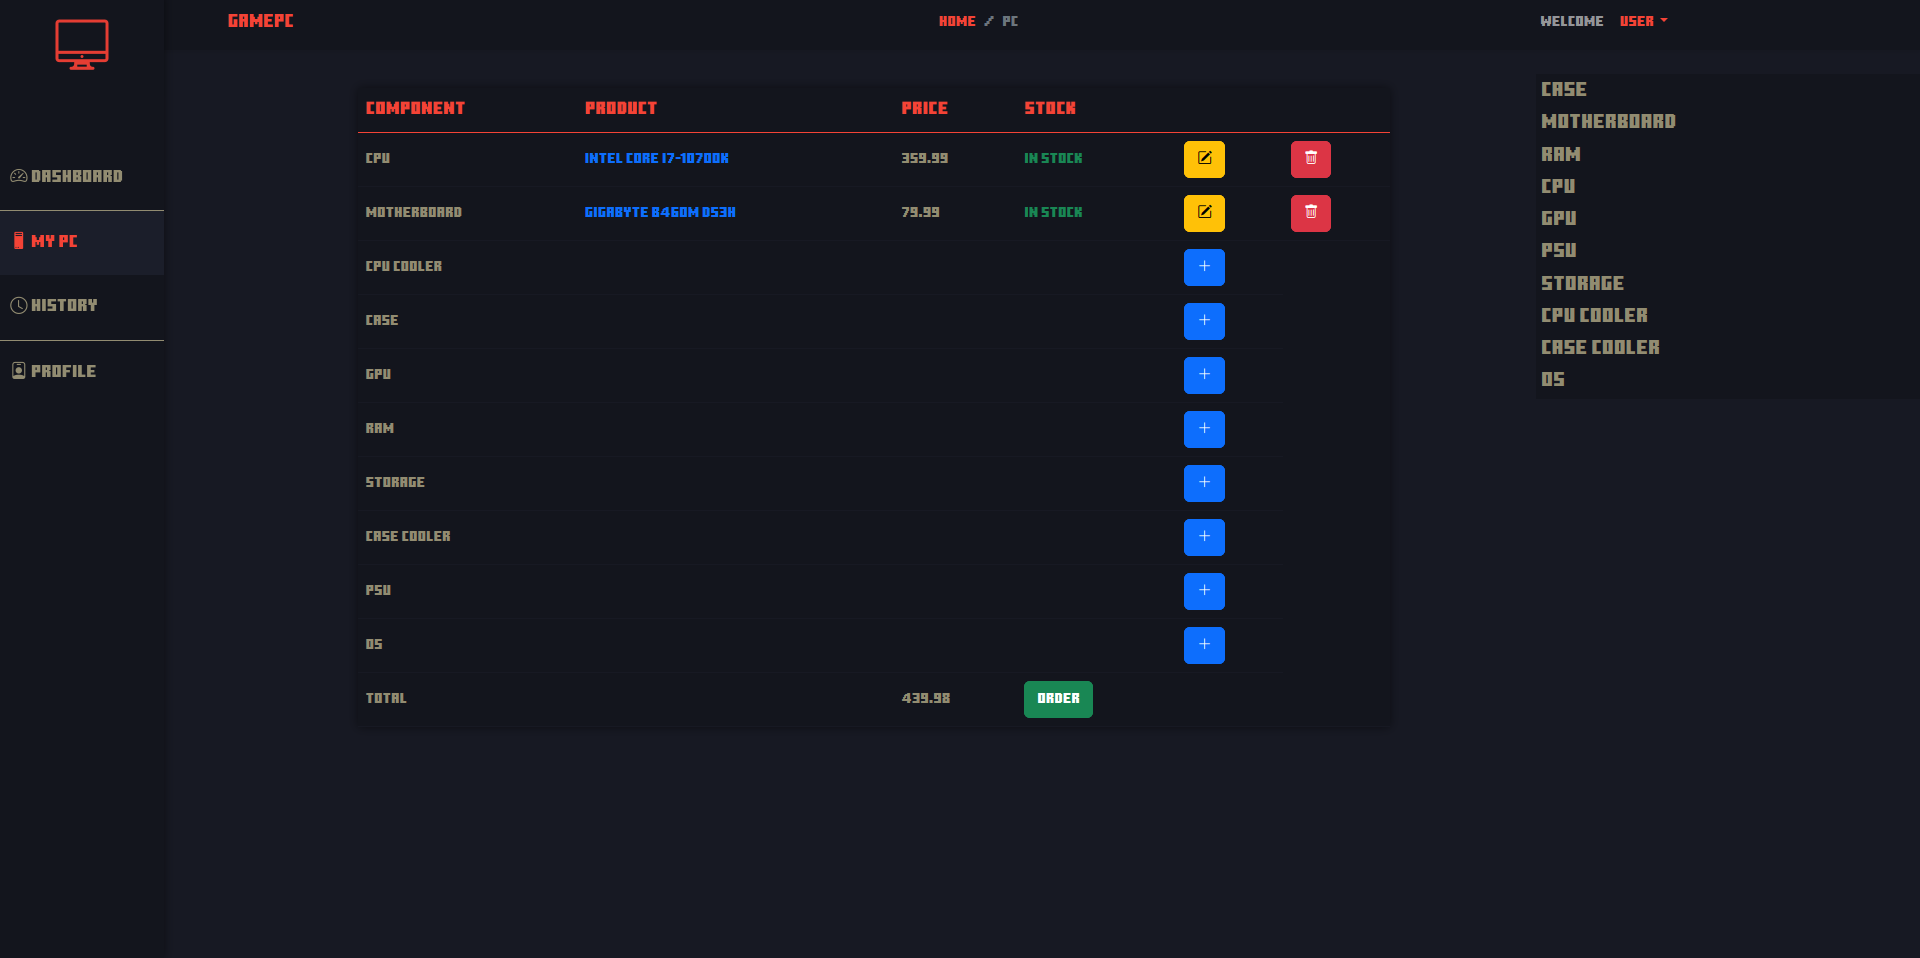 GAMEPC
HOME / PC
WELCOME USER
DASHBOARD
MY PC
HISTORY
PROFILE
COMPONENT PRODUCT PRICE STOCK
CPU INTEL CORE I7-10700K 359.99 IN STOCK
MOTHERBOARD GIGABYTE B460M DS3H 79.99 IN STOCK
CPU COOLER +
CASE +
GPU +
RAM +
STORAGE +
CASE COOLER +
PSU +
OS +
TOTAL 439.98 ORDER
CASE
MOTHERBOARD
RAM
CPU
GPU
PSU
STORAGE
CPU COOLER
CASE COOLER
OS